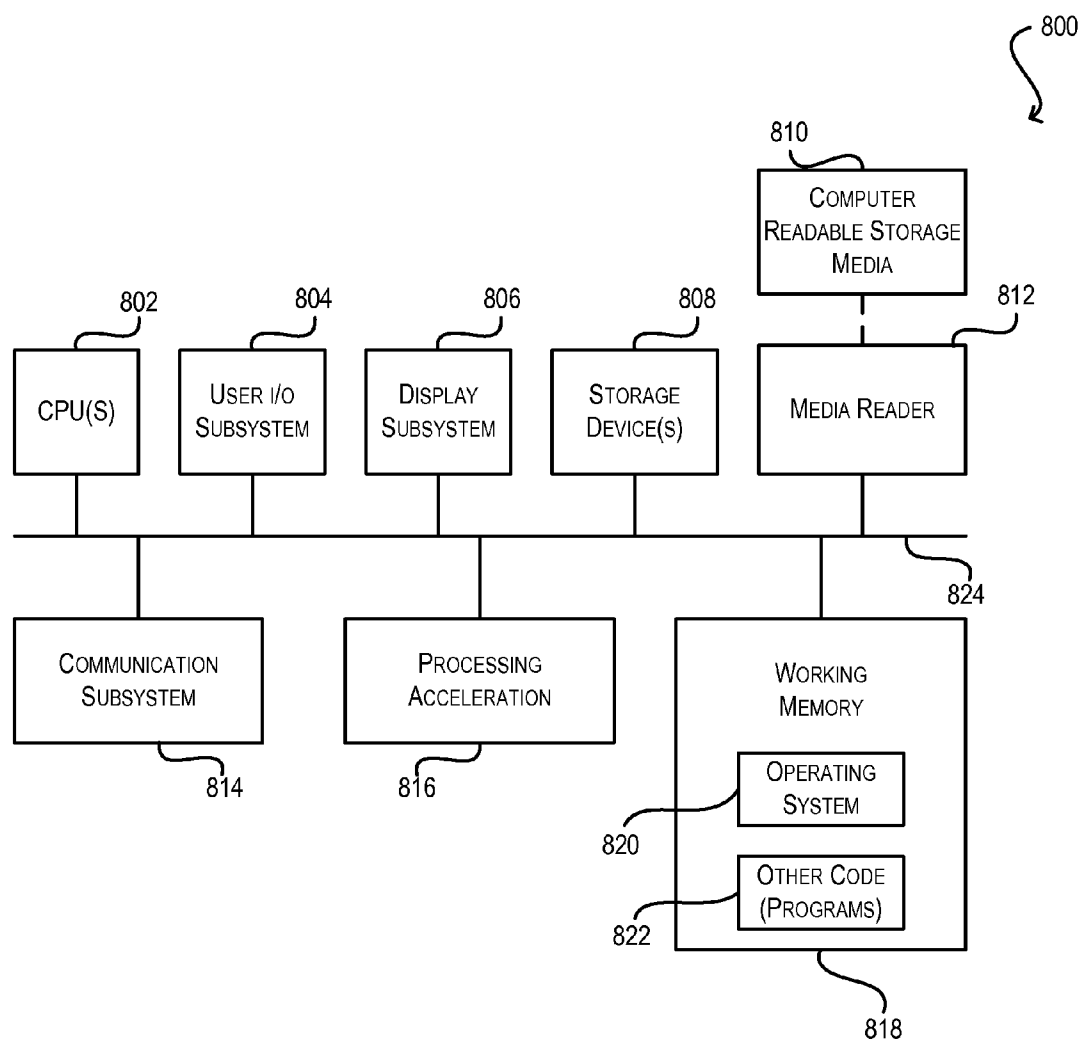 800
810
COMPUTER
READABLE STORAGE
MEDIA
802
804
806
808
812
CPU(S)
USER I/O
SUBSYSTEM
DISPLAY
SUBSYSTEM
STORAGE
DEVICE(S)
MEDIA READER
824
COMMUNICATION
SUBSYSTEM
PROCESSING
ACCELERATION
WORKING
MEMORY
814
816
OPERATING
SYSTEM
820
OTHER CODE
(PROGRAMS)
822
818